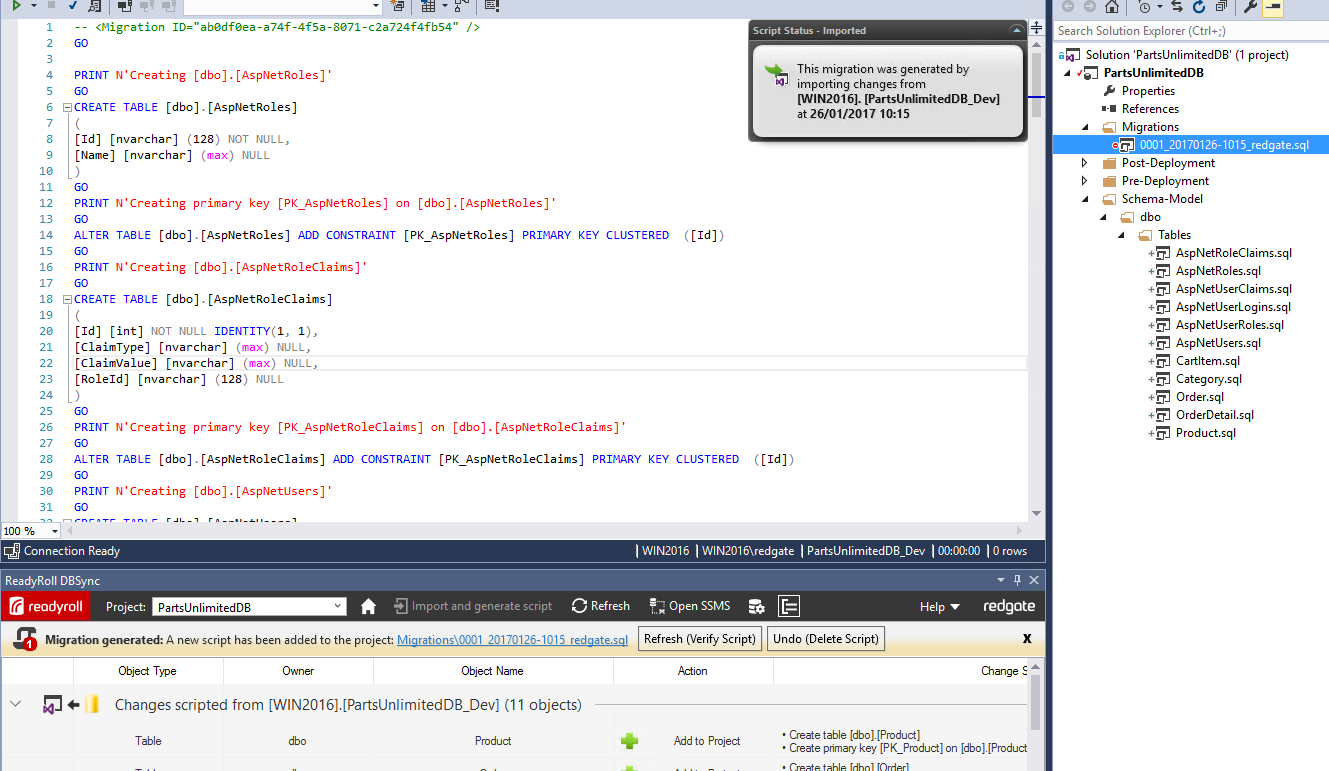 1 -- <Migration ID="ab0df0ea-a74f-4f5a-8071-c2a724f4fb54" />
2 GO
3
4 PRINT N'Creating [dbo].[AspNetRoles]'
5 GO
6 CREATE TABLE [dbo].[AspNetRoles]
7 (
8 [Id] [nvarchar] (128) NOT NULL,
9 [Name] [nvarchar] (max) NULL
10 )
11 GO
12 PRINT N'Creating primary key [PK_AspNetRoles] on [dbo].[AspNetRoles]'
13 GO
14 ALTER TABLE [dbo].[AspNetRoles] ADD CONSTRAINT [PK_AspNetRoles] PRIMARY KEY CLUSTERED  ([Id])
15 GO
16 PRINT N'Creating [dbo].[AspNetRoleClaims]'
17 GO
18 CREATE TABLE [dbo].[AspNetRoleClaims]
19 (
20 [Id] [int] NOT NULL IDENTITY(1, 1),
21 [ClaimType] [nvarchar] (max) NULL,
22 [ClaimValue] [nvarchar] (max) NULL,
23 [RoleId] [nvarchar] (128) NULL
24 )
25 GO
26 PRINT N'Creating primary key [PK_AspNetRoleClaims] on [dbo].[AspNetRoleClaims]'
27 GO
28 ALTER TABLE [dbo].[AspNetRoleClaims] ADD CONSTRAINT [PK_AspNetRoleClaims] PRIMARY KEY CLUSTERED  ([Id])
29 GO
30 PRINT N'Creating [dbo].[AspNetUsers]'
31 GO
32 CREATE TABLE [dbo].[AspNetUsers]
Script Status - Imported
This migration was generated by
importing changes from
[WIN2016]. [PartsUnlimitedDB_Dev]
at 26/01/2017 10:15
100 %
Connection Ready
WIN2016 | WIN2016\redgate | PartsUnlimitedDB_Dev | 00:00:00 | 0 rows
Search Solution Explorer (Ctrl+;)
Solution 'PartsUnlimitedDB' (1 project)
PartsUnlimitedDB
Properties
References
Migrations
0001_20170126-1015_redgate.sql
Post-Deployment
Pre-Deployment
Schema-Model
dbo
Tables
AspNetRoleClaims.sql
AspNetRoles.sql
AspNetUserClaims.sql
AspNetUserLogins.sql
AspNetUserRoles.sql
AspNetUsers.sql
CartItem.sql
Category.sql
Order.sql
OrderDetail.sql
Product.sql
ReadyRoll DBSync
readyroll Project: PartsUnlimitedDB Import and generate script Refresh Open SSMS Help redgate
1 Migration generated: A new script has been added to the project: Migrations\0001_20170126-1015_redgate.sql Refresh (Verify Script) Undo (Delete Script) X
Object Type Owner Object Name Action Change S
Changes scripted from [WIN2016].[PartsUnlimitedDB_Dev] (11 objects)
Table dbo Product Add to Project
• Create table [dbo].[Product]
• Create primary key [PK_Product] on [dbo].[Product
• Create table [dbo].[Order]